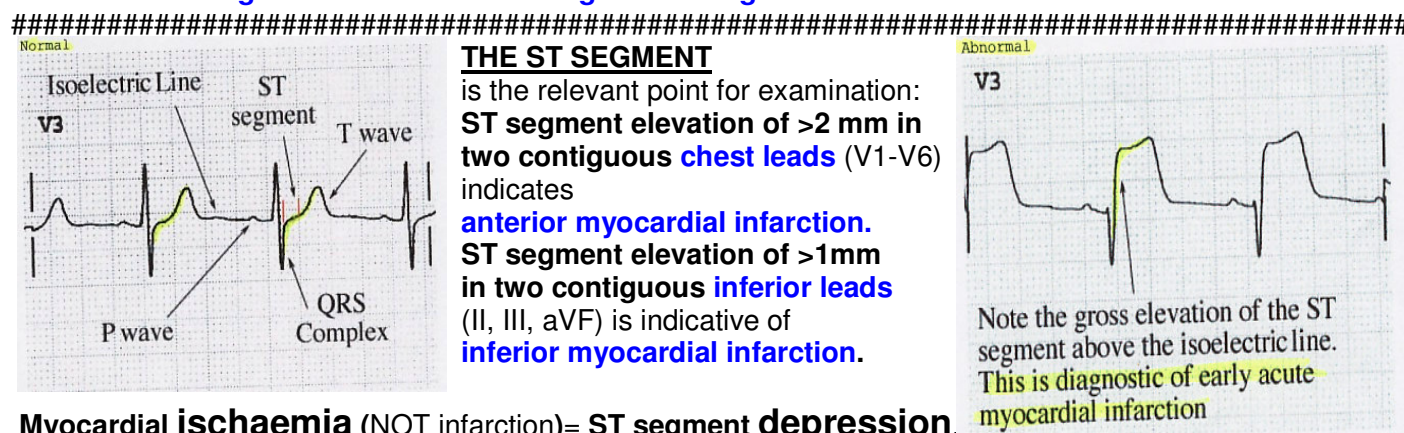 ################################################################################
Normal
Isoelectric Line
ST
segment
V3
T wave
QRS
Complex
P wave
THE ST SEGMENT
is the relevant point for examination:
ST segment elevation of >2 mm in
two contiguous chest leads (V1-V6)
indicates
anterior myocardial infarction.
ST segment elevation of >1mm
in two contiguous inferior leads
(II, III, aVF) is indicative of
inferior myocardial infarction.
Abnormal
V3
Note the gross elevation of the ST
segment above the isoelectric line.
This is diagnostic of early acute
myocardial infarction
Myocardial ischaemia (NOT infarction)= ST segment depression.